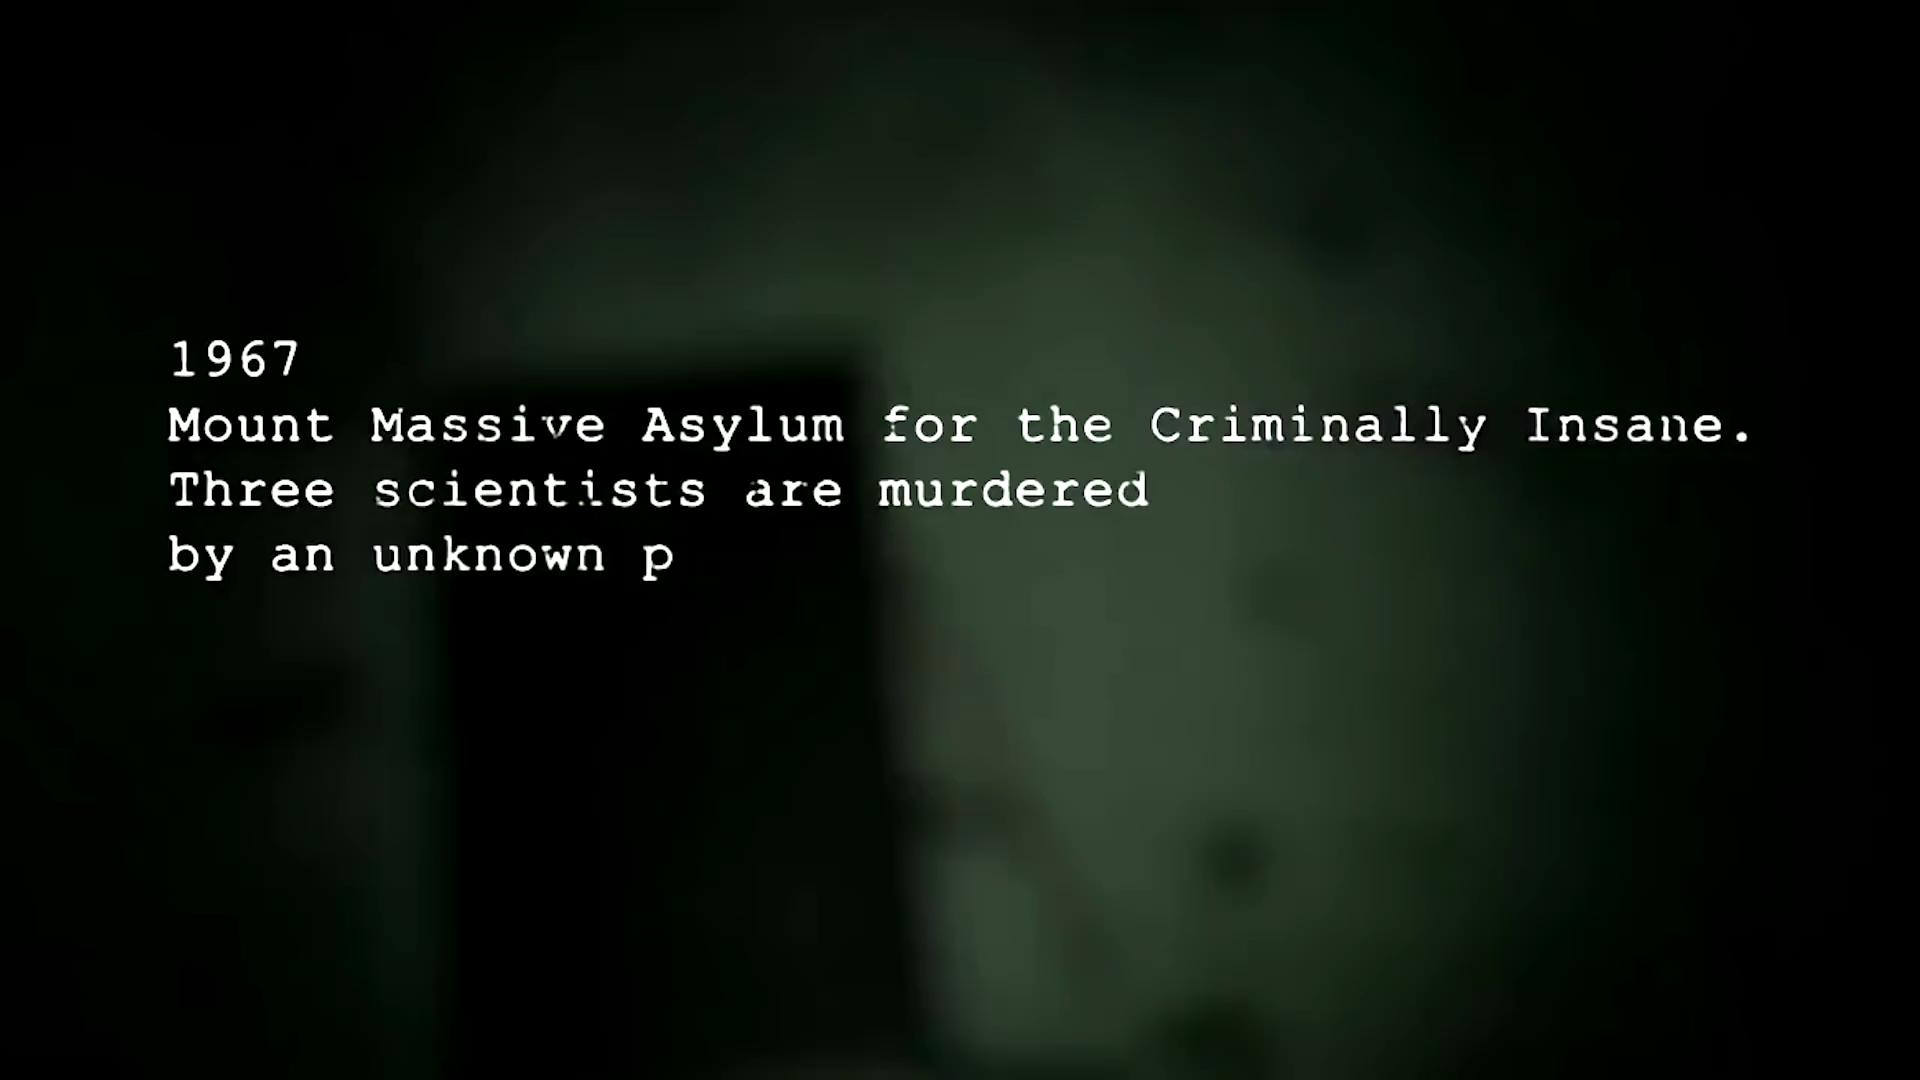 1967
Mount Massive Asylum for the Criminally Insane.
Three scientists are murdered
by an unknown p